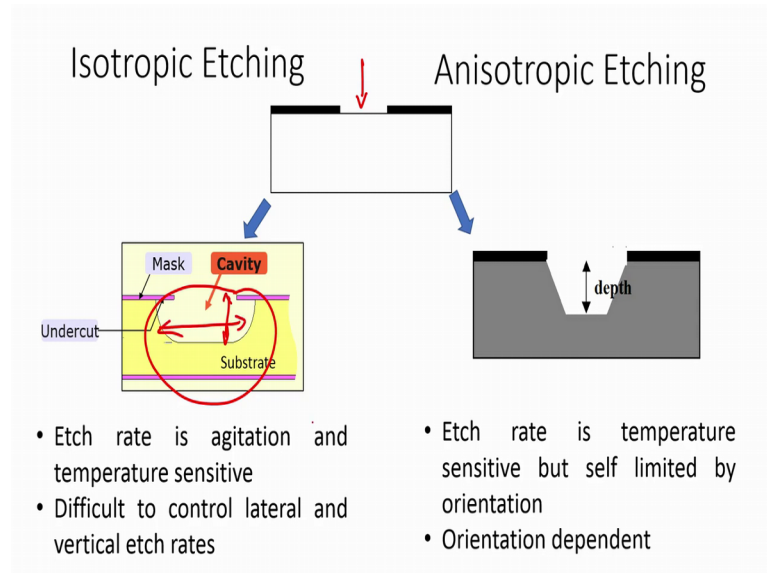 Isotropic Etching
Anisotropic Etching
Mask
Cavity
Undercut
Substrate
depth
• Etch rate is agitation and
temperature sensitive
• Difficult to control lateral and
vertical etch rates
• Etch rate is temperature
sensitive but self limited by
orientation
• Orientation dependent